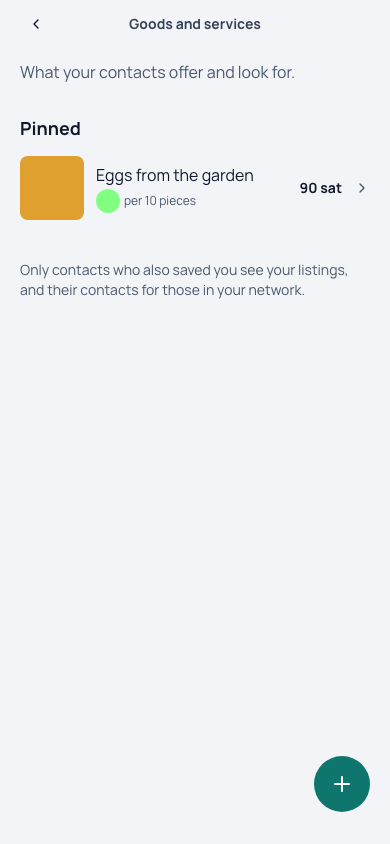 Goods and services
What your contacts offer and look for.
Pinned
Eggs from the garden
per 10 pieces
90 sat
Only contacts who also saved you see your listings,
and their contacts for those in your network.